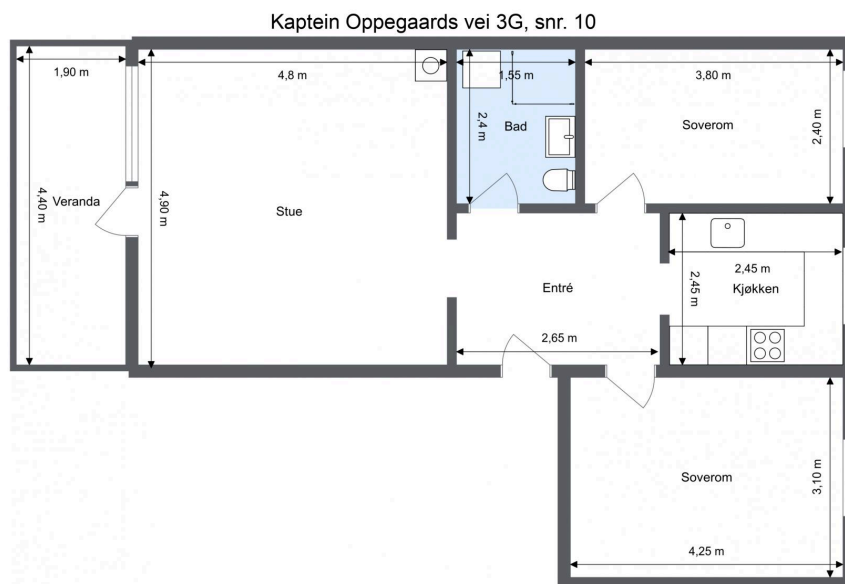 Kaptein Oppegaards vei 3G, snr. 10
1,90 m
4,8 m
1,55 m
3,80 m
2,4 m
Bad
Soverom
2,40 m
4,40 m
Veranda
4,90 m
Stue
Entré
2,65 m
2,45 m
2,45 m
Kjøkken
Soverom
3,10 m
4,25 m